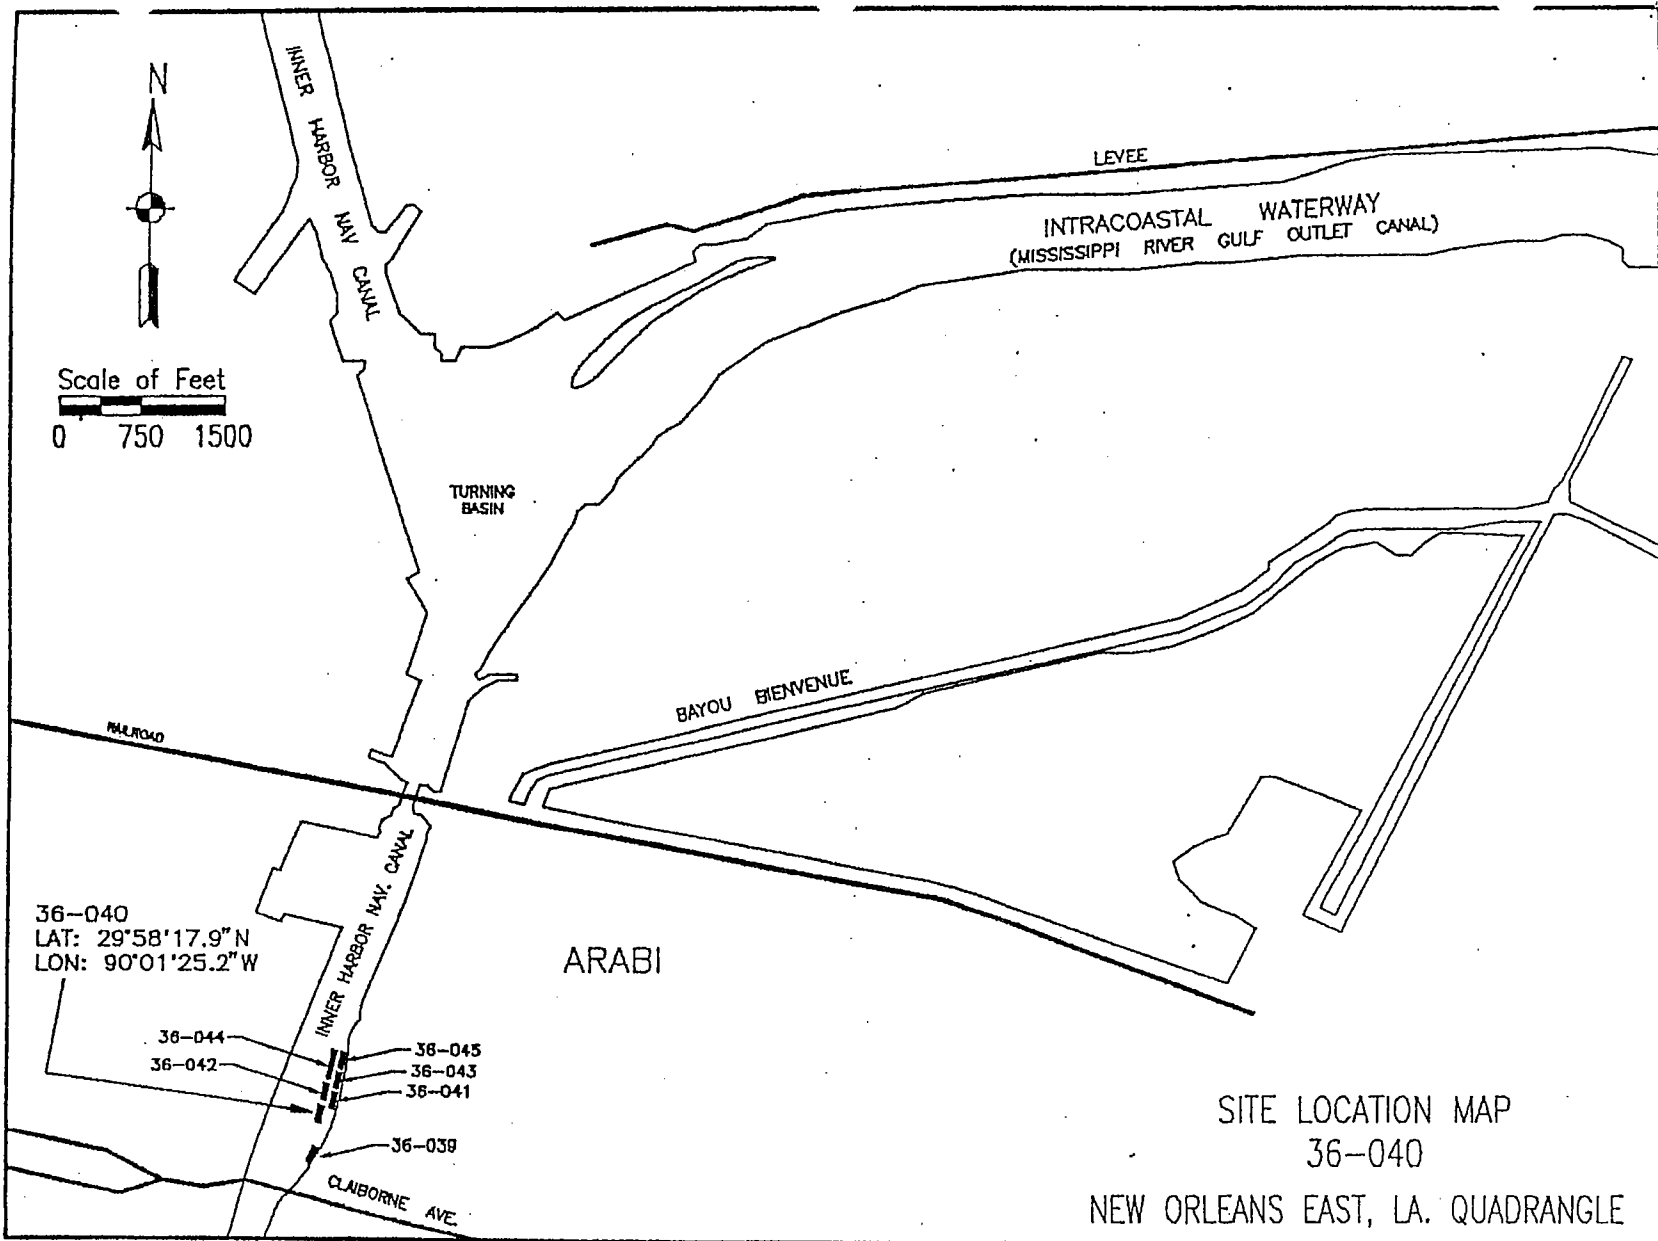 N
INNER HARBOR NAV CANAL
LEVEE
INTRACOASTAL WATERWAY
(MISSISSIPPI RIVER GULF OUTLET CANAL)
Scale of Feet
0 750 1500
TURNING
BASIN
BAYOU BIENVENUE
RAILROAD
INNER HARBOR NAV. CANAL
36-040
LAT: 29°58'17.9"N
LON: 90°01'25.2"W
ARABI
36-044
36-042
36-045
36-043
36-041
36-039
CLAIBORNE AVE.
SITE LOCATION MAP
36-040
NEW ORLEANS EAST, LA. QUADRANGLE